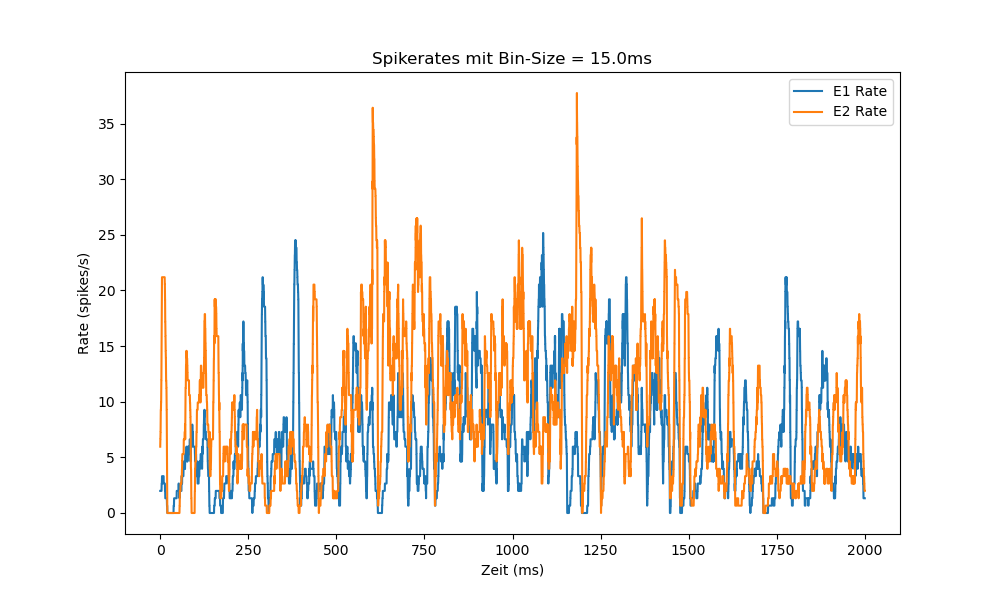 Spikerates mit Bin-Size = 15.0ms
E1 Rate
E2 Rate
Rate (spikes/s)
35
30
25
20
15
10
5
0
0 250 500 750 1000 1250 1500 1750 2000
Zeit (ms)